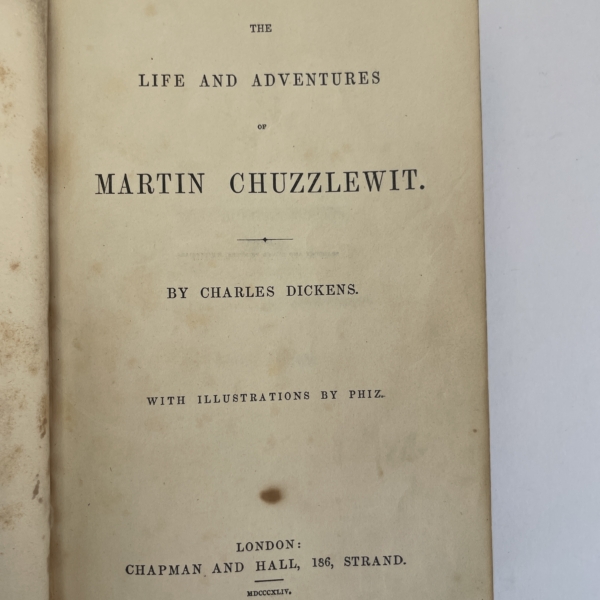 THE
LIFE AND ADVENTURES
OF
MARTIN CHUZZLEWIT.
BY CHARLES DICKENS.
WITH ILLUSTRATIONS BY PHIZ.
LONDON:
CHAPMAN AND HALL, 186, STRAND.
MDCCCXLIV.